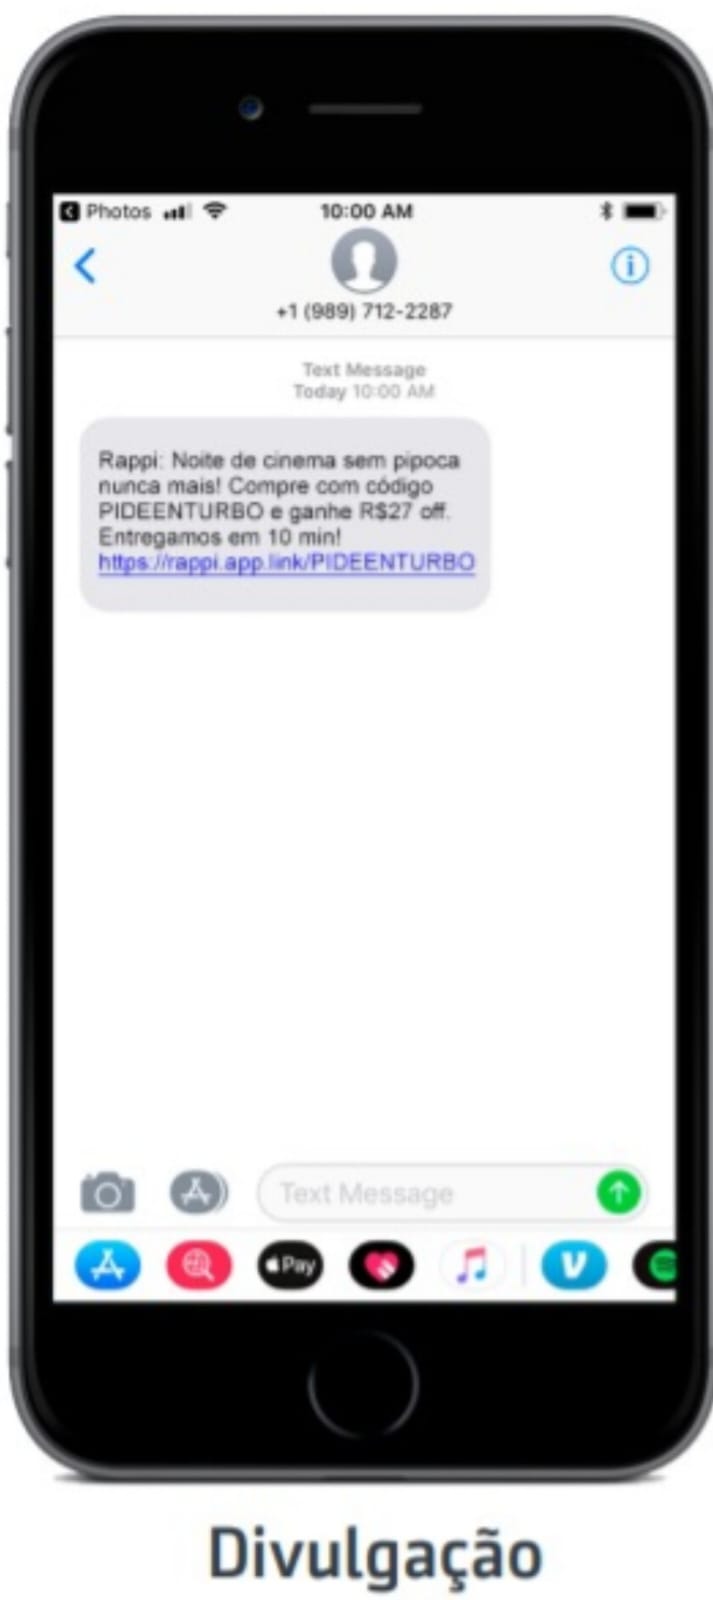 Photos
10:00 AM
+1 (989) 712-2287
Text Message
Today 10:00 AM
Rappi: Noite de cinema sem pipoca
nunca mais! Compre com código
PIDEENTURBO e ganhe R$27 off.
Entregamos em 10 min!
https://rappi.app.link/PIDEENTURBO
Text Message
Pay
Divulgação